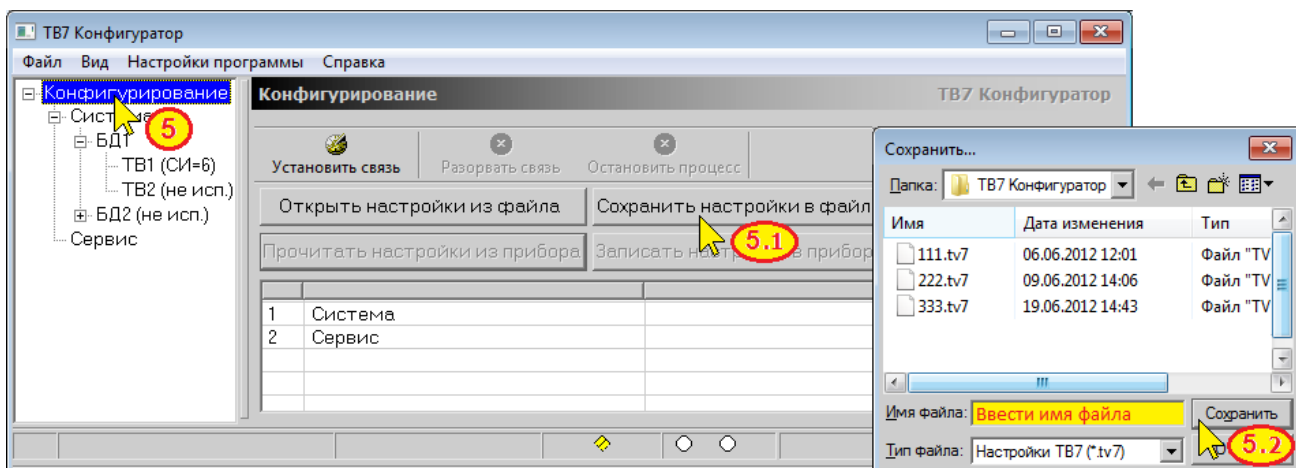 ТВ7 Конфигуратор
Файл Вид Настройки программы Справка
Конфигурирование
5
БД1
ТВ1 (СИ=6)
ТВ2 (не исп.)
БД2 (не исп.)
Сервис
Конфигурирование ТВ7 Конфигуратор
Установить связь Разорвать связь Остановить процесс
Открыть настройки из файла Сохранить настройки в файл
5.1
Прочитать настройки из прибора Записать в прибор
1 Система
2 Сервис
Сохранить...
Папка: ТВ7 Конфигуратор
Имя Дата изменения Тип
111.tv7 06.06.2012 12:01 Файл "TV
222.tv7 09.06.2012 14:06 Файл "TV
333.tv7 19.06.2012 14:43 Файл "TV
Имя файла: Ввести имя файла Сохранить
Тип файла: Настройки ТВ7 (*.tv7)
5.2